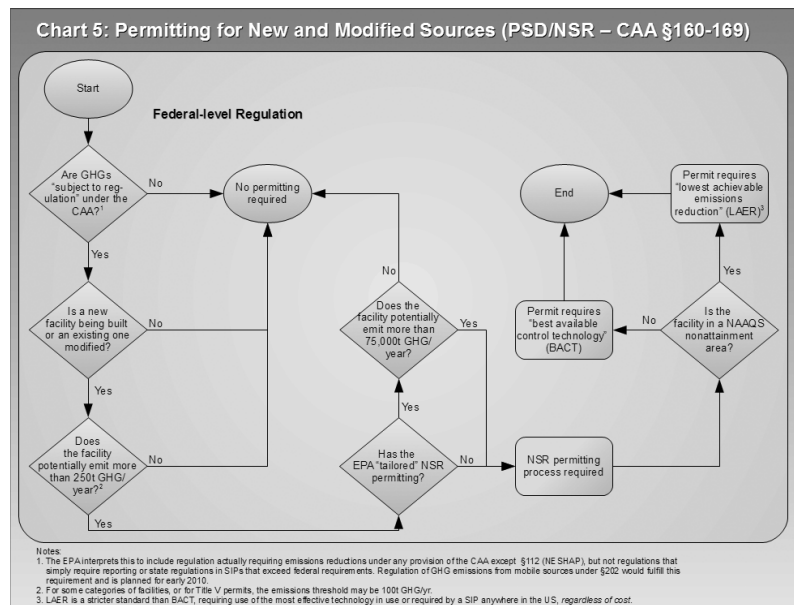 Chart 5: Permitting for New and Modified Sources (PSD/NSR – CAA §160-169)
Start
Federal-level Regulation
Are GHGs
“subject to reg-
ulation” under the
CAA?1
No
No permitting
required
End
Permit requires
“lowest achievable
emissions
reduction” (LAER)3
Yes
No
Yes
Is a new
facility being built
or an existing one
modified?
No
Does the
facility potentially
emit more than
75,000t GHG/
year?
Yes
Permit requires
“best available
control technology”
(BACT)
No
Is the
facility in a NAAQS
nonattainment
area?
Yes
Yes
Does
the facility
potentially emit more
than 250t GHG/
year?2
No
Has the
EPA “tailored” NSR
permitting?
No
NSR permitting
process required
Yes
Notes:
1. The EPA interprets this to include regulation actually requiring emissions reductions under any provision of the CAA except §112 (NESHAP), but not regulations that
simply require reporting or state regulations in SIPs that exceed federal requirements. Regulation of GHG emissions from mobile sources under §202 would fulfill this
requirement and is planned for early 2010.
2. For some categories of facilities, or for Title V permits, the emissions threshold may be 100t GHG/yr.
3. LAER is a stricter standard than BACT, requiring use of the most effective technology in use or required by a SIP anywhere in the US, regardless of cost.